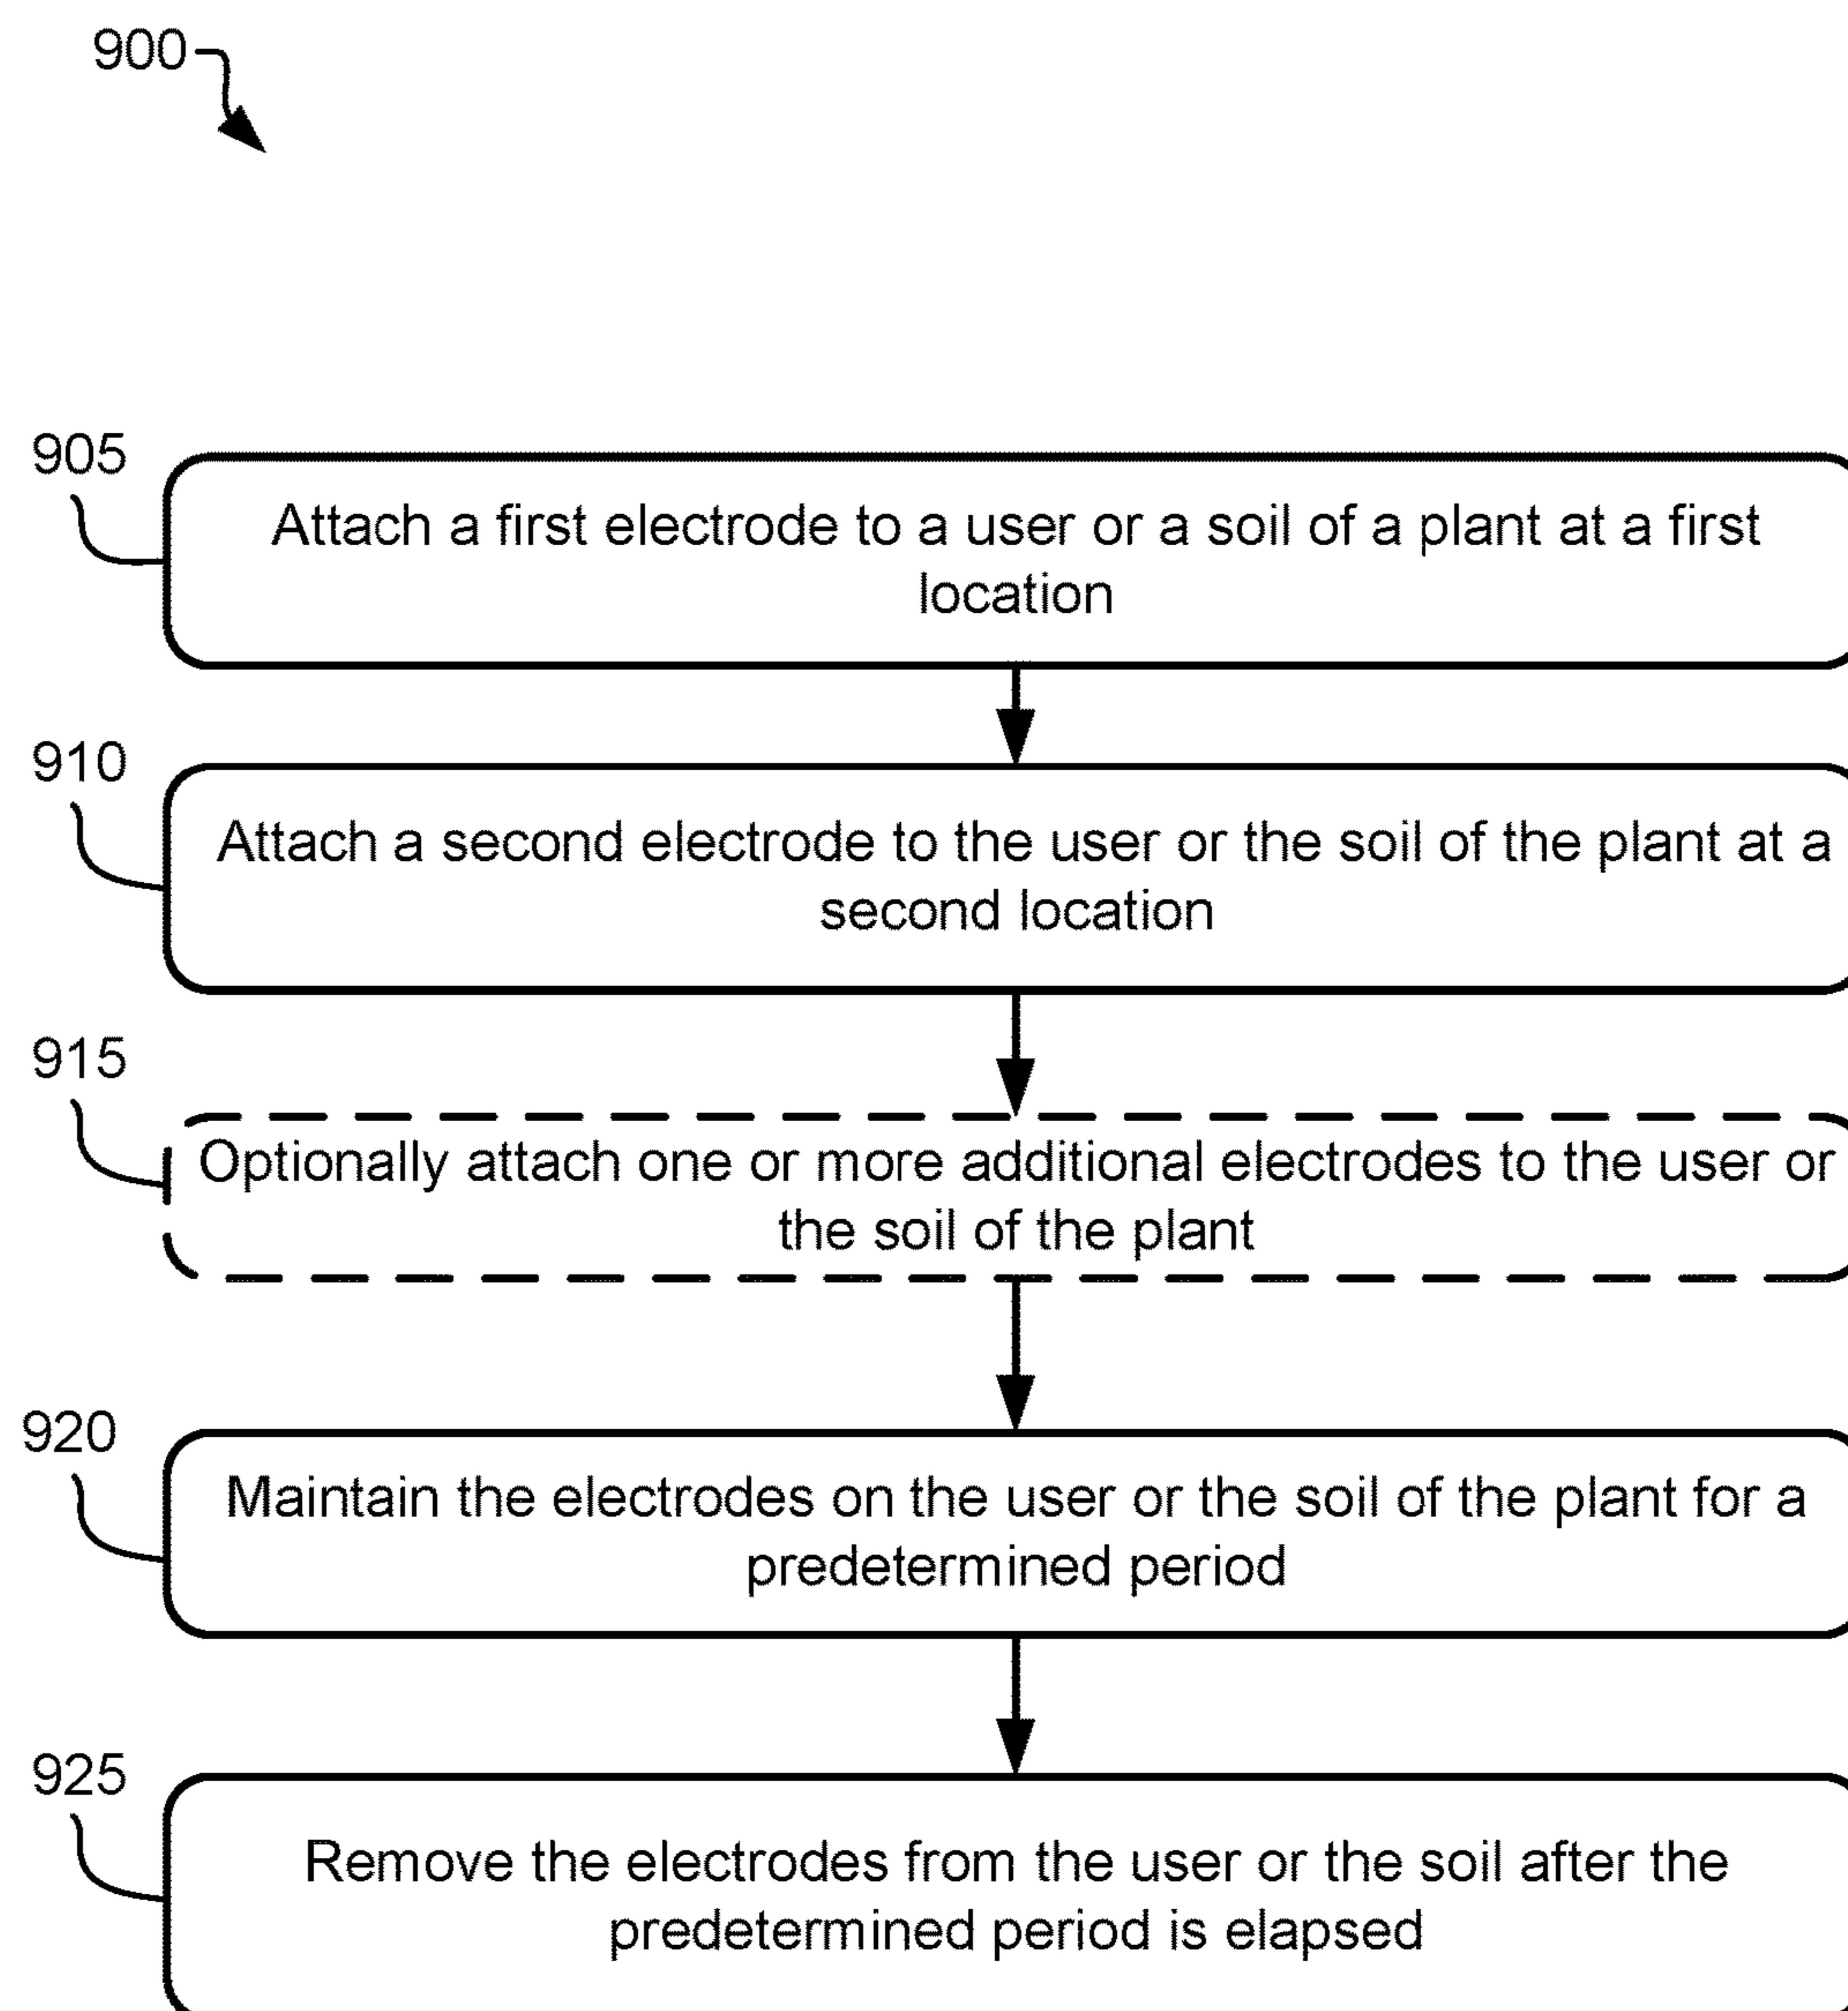 900
905
Attach a first electrode to a user or a soil of a plant at a first
location
910
Attach a second electrode to the user or the soil of the plant at a
second location
915
Optionally attach one or more additional electrodes to the user or
the soil of the plant
920
Maintain the electrodes on the user or the soil of the plant for a
predetermined period
925
Remove the electrodes from the user or the soil after the
predetermined period is elapsed